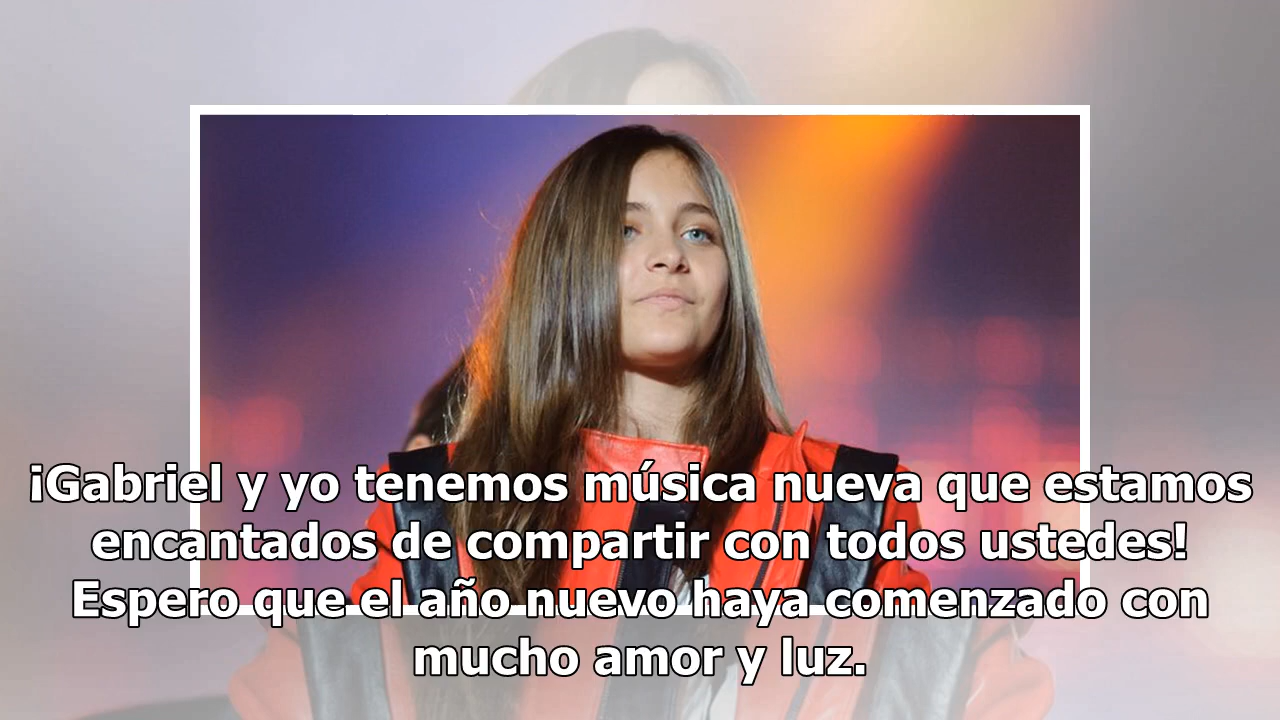 ¡Gabriel y yo tenemos música nueva que estamos
encantados de compartir con todos ustedes!
Espero que el año nuevo haya comenzado con
mucho amor y luz.